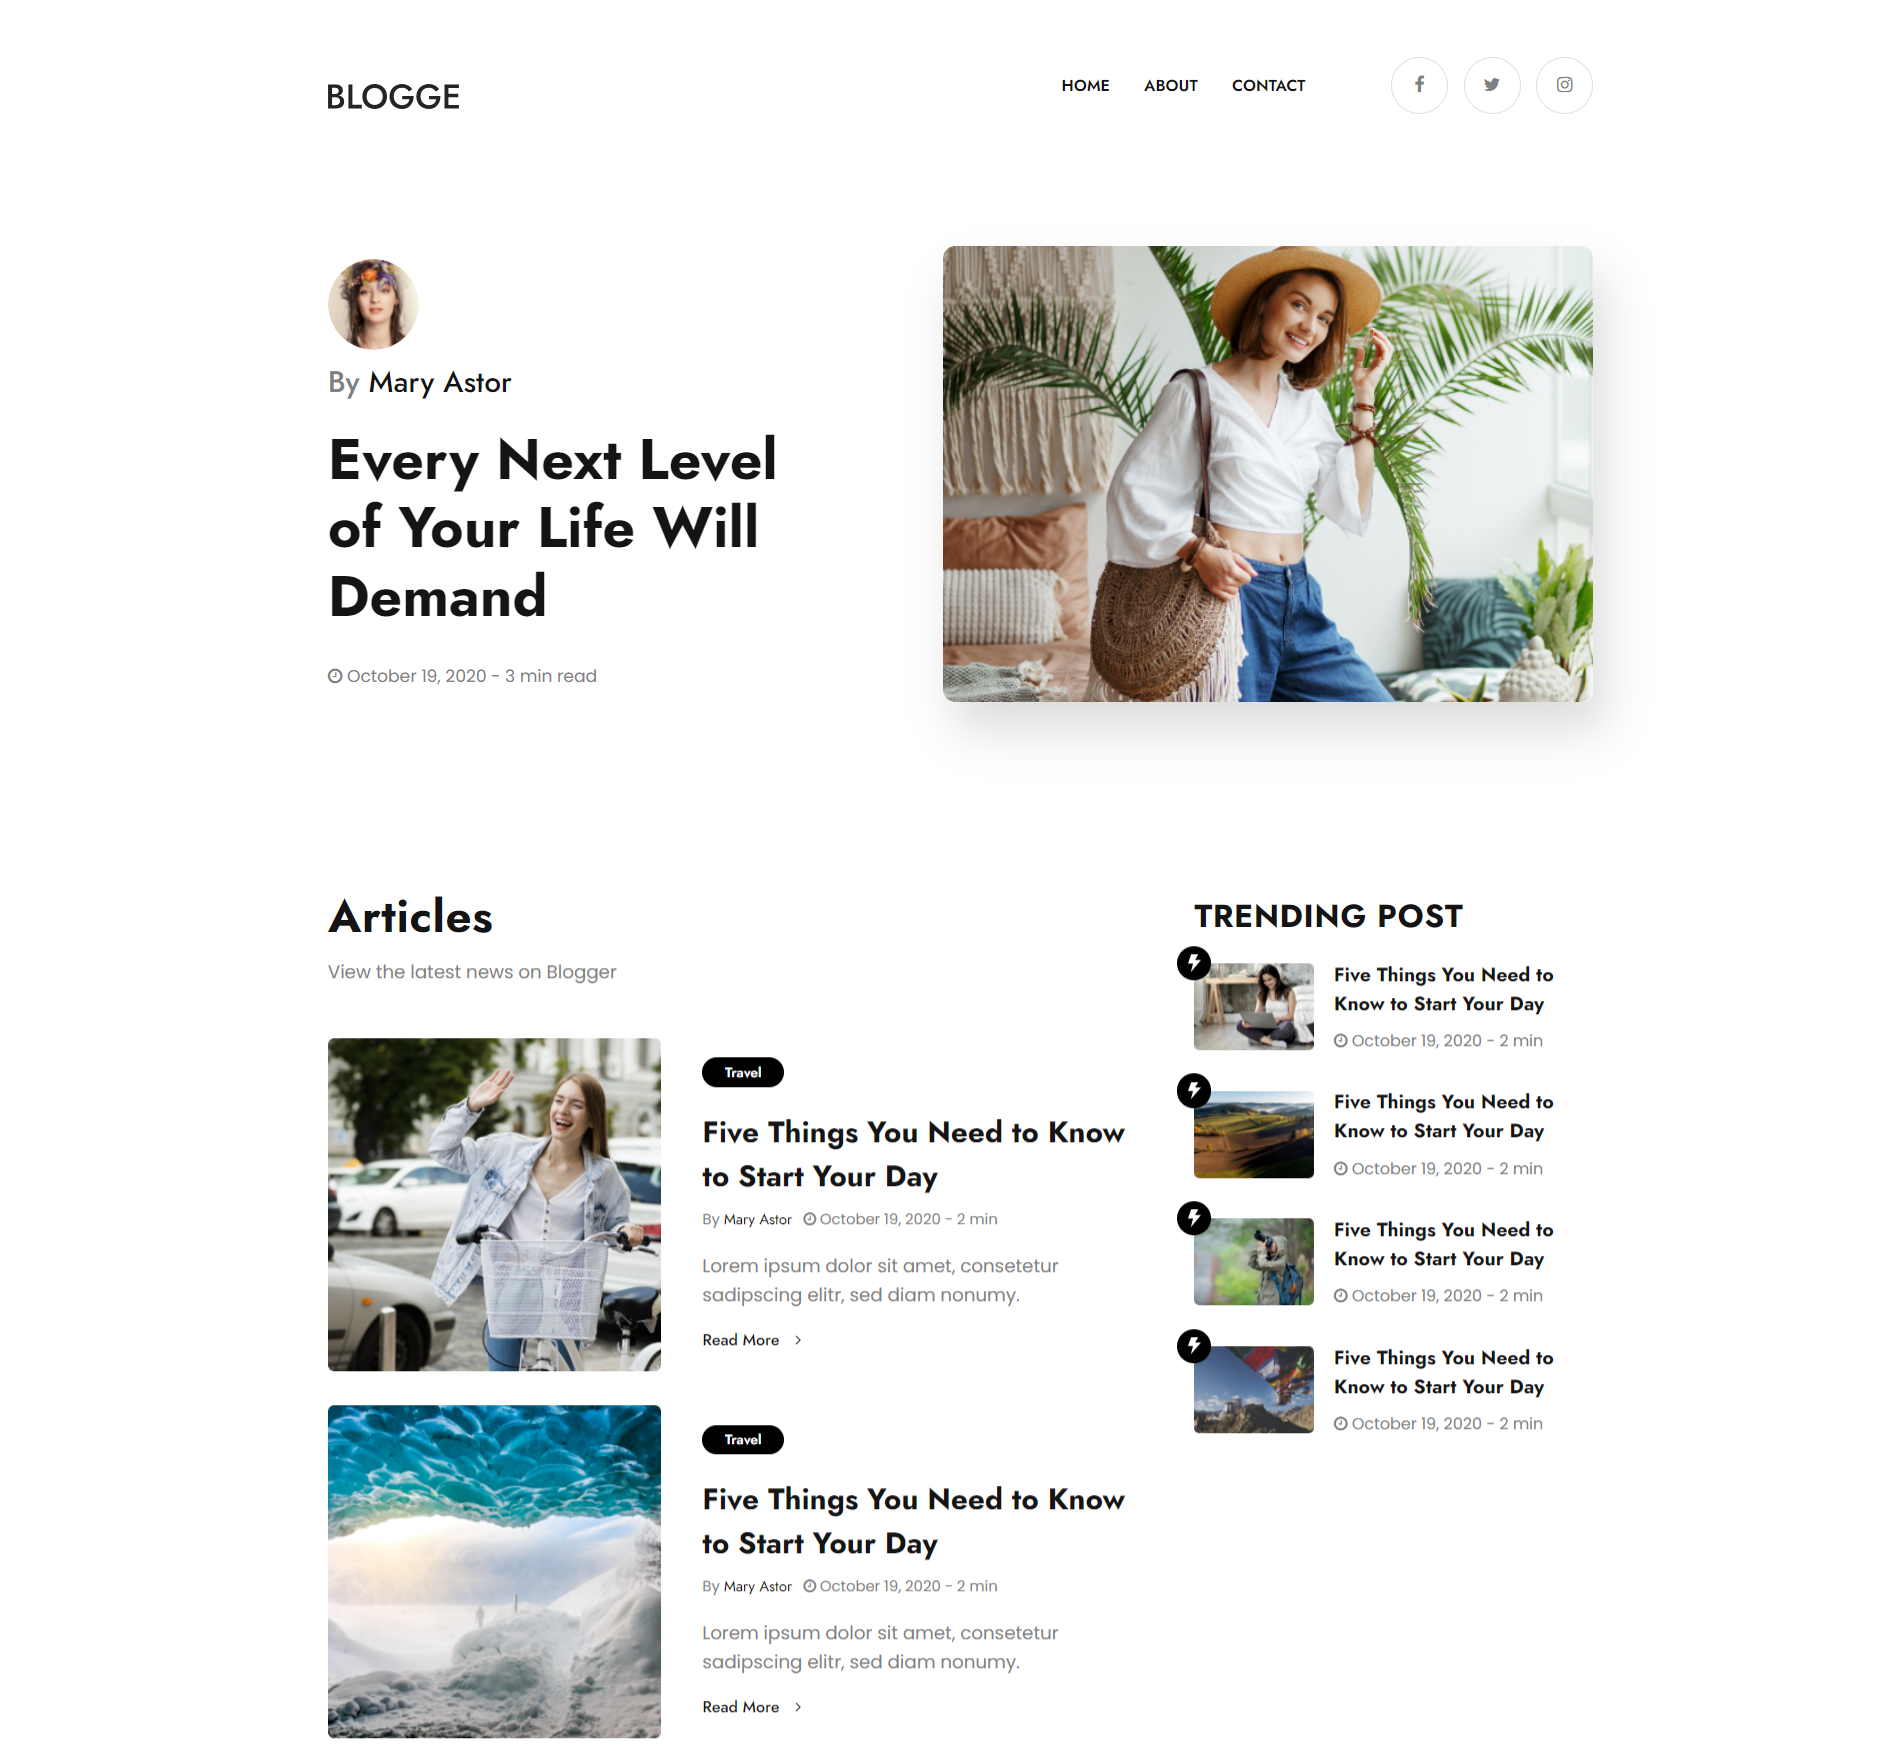 BLOGGE
HOME ABOUT CONTACT
By Mary Astor
Every Next Level
of Your Life Will
Demand
October 19, 2020 - 3 min read
Articles
View the latest news on Blogger
Travel
Five Things You Need to Know
to Start Your Day
By Mary Astor October 19, 2020 - 2 min
Lorem ipsum dolor sit amet, consetetur
sadipscing elitr, sed diam nonumy.
Read More
Travel
Five Things You Need to Know
to Start Your Day
By Mary Astor October 19, 2020 - 2 min
Lorem ipsum dolor sit amet, consetetur
sadipscing elitr, sed diam nonumy.
Read More
TRENDING POST
Five Things You Need to
Know to Start Your Day
October 19, 2020 - 2 min
Five Things You Need to
Know to Start Your Day
October 19, 2020 - 2 min
Five Things You Need to
Know to Start Your Day
October 19, 2020 - 2 min
Five Things You Need to
Know to Start Your Day
October 19, 2020 - 2 min